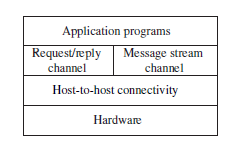 Application programs
Request/reply
channel
Message stream
channel
Host-to-host connectivity
Hardware